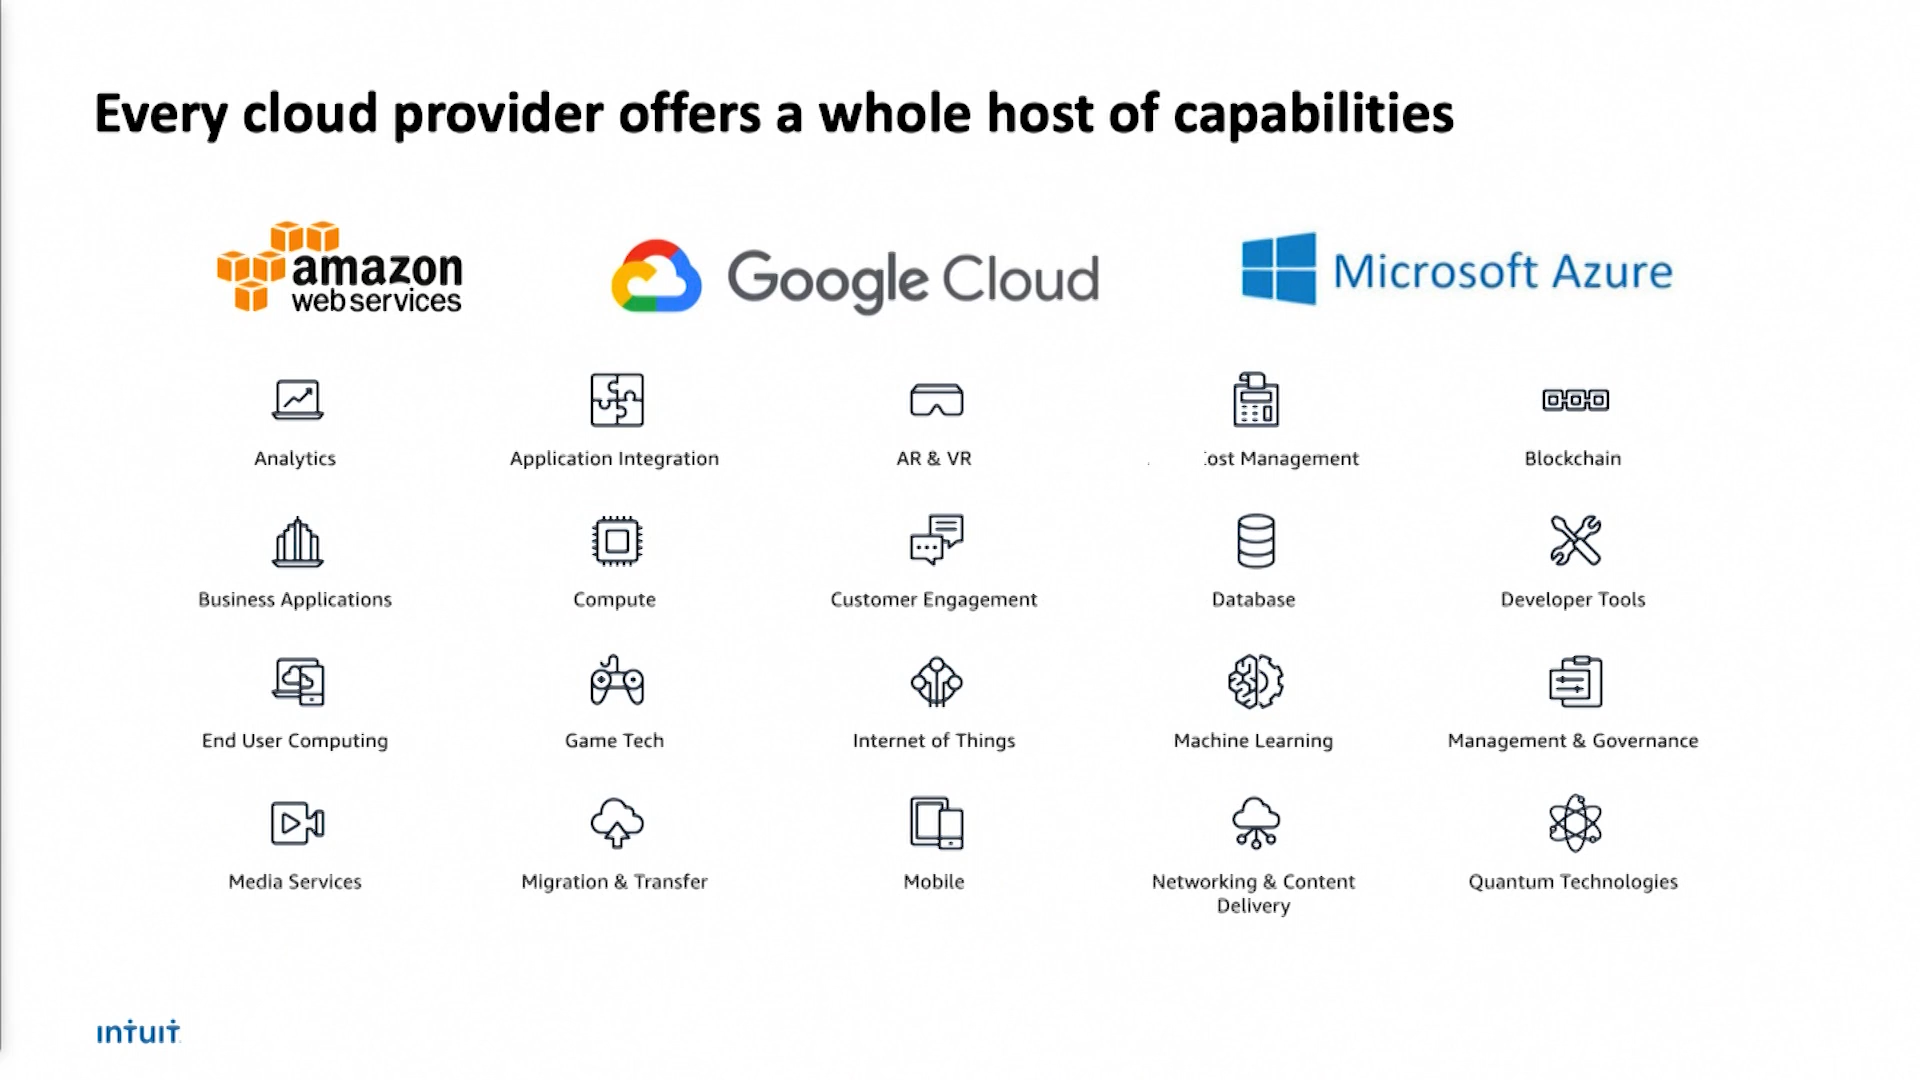 Every cloud provider offers a whole host of capabilities
amazon
web services
Google Cloud
Microsoft Azure
Analytics
Application Integration
AR & VR
Cost Management
Blockchain
Business Applications
Compute
Customer Engagement
Database
Developer Tools
End User Computing
Game Tech
Internet of Things
Machine Learning
Management & Governance
Media Services
Migration & Transfer
Mobile
Networking & Content
Delivery
Quantum Technologies
INTUIT